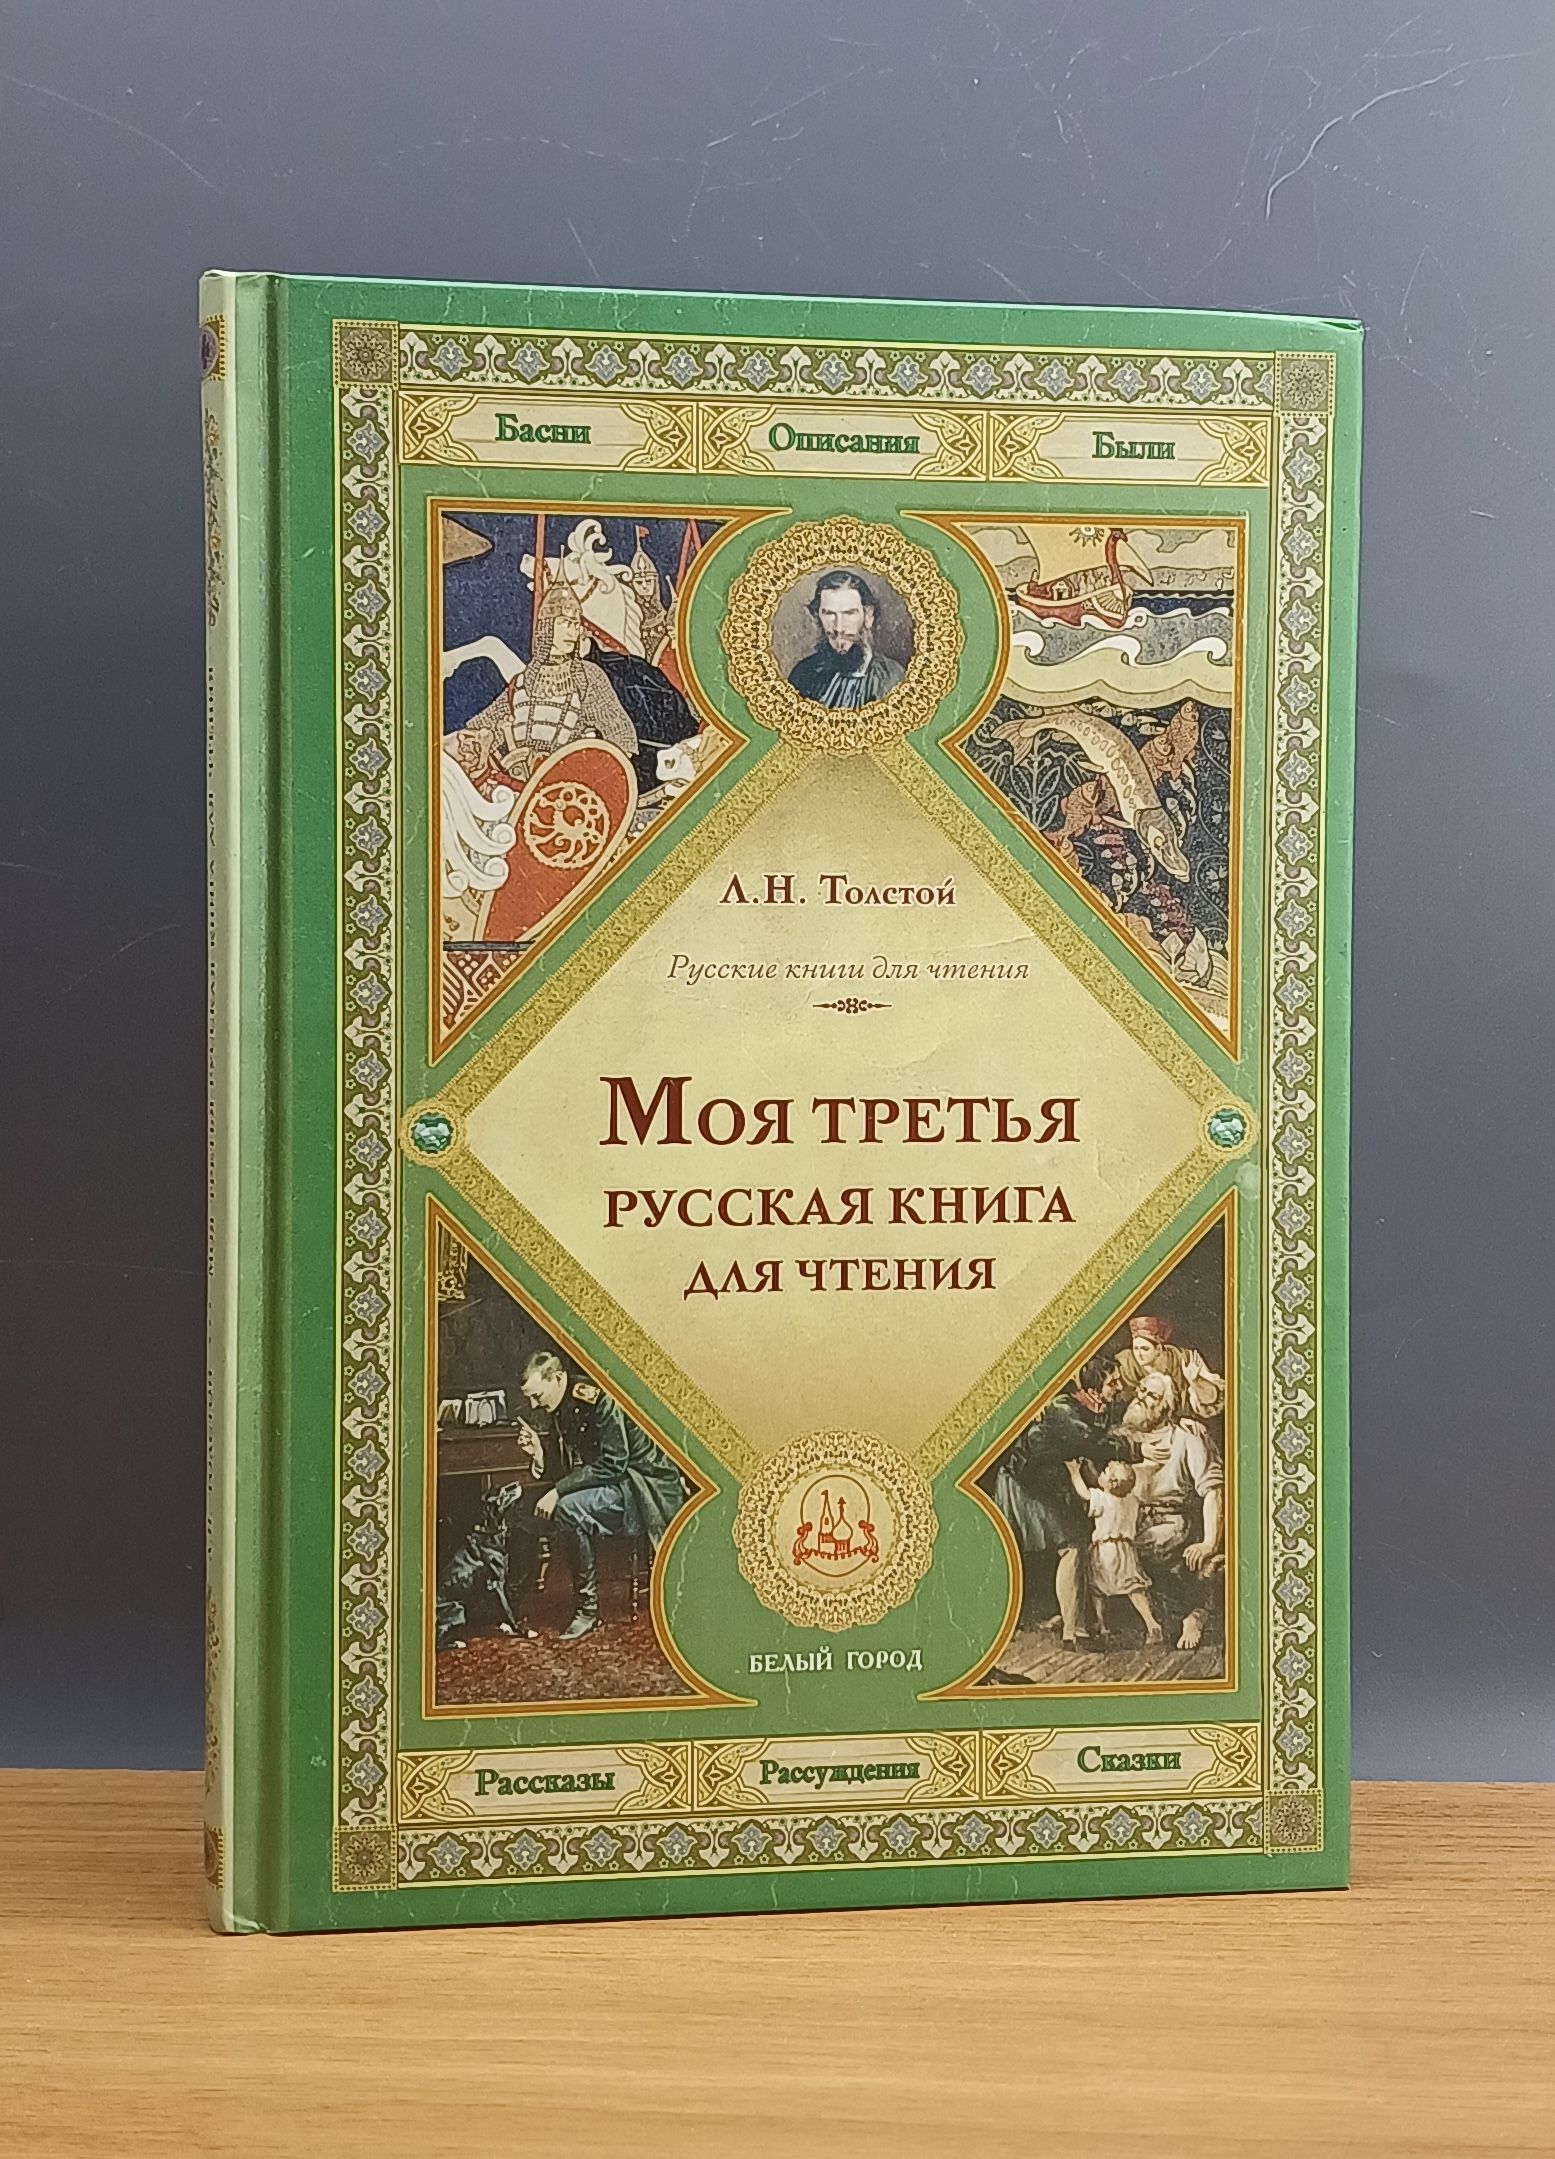 Басни
Описания
Были
Л.Н. Толстой
Русские книги для чтения
Моя третья
русская книга
для чтения
БЕЛЫЙ ГОРОД
Рассказы
Рассуждения
Сказки